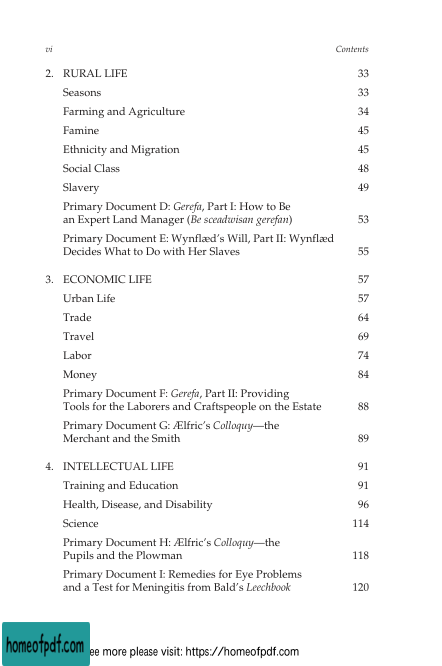 vi Contents
2. RURAL LIFE 33
Seasons 33
Farming and Agriculture 34
Famine 45
Ethnicity and Migration 45
Social Class 48
Slavery 49
Primary Document D: Gerefa, Part I: How to Be
an Expert Land Manager (Be sceadwisan gerefan) 53
Primary Document E: Wynflæd’s Will, Part II: Wynflæd
Decides What to Do with Her Slaves 55
3. ECONOMIC LIFE 57
Urban Life 57
Trade 64
Travel 69
Labor 74
Money 84
Primary Document F: Gerefa, Part II: Providing
Tools for the Laborers and Craftspeople on the Estate 88
Primary Document G: Ælfric’s Colloquy—the
Merchant and the Smith 89
4. INTELLECTUAL LIFE 91
Training and Education 91
Health, Disease, and Disability 96
Science 114
Primary Document H: Ælfric’s Colloquy—the
Pupils and the Plowman 118
Primary Document I: Remedies for Eye Problems
and a Test for Meningitis from Bald’s Leechbook 120
homeofpdf.com ee more please visit: https://homeofpdf.com